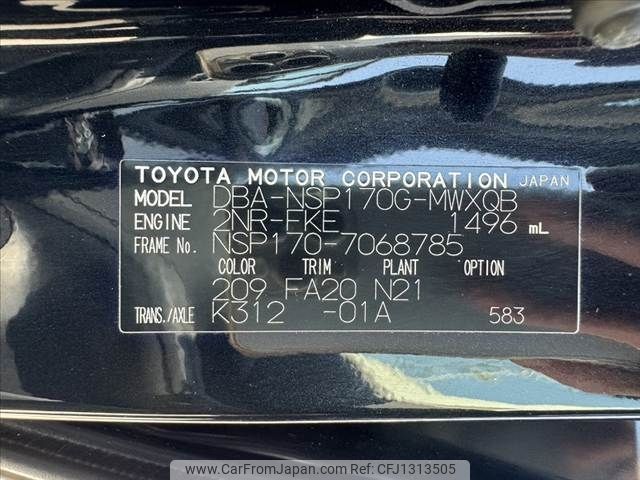 TOYOTA MOTOR CORPORATION JAPAN
MODEL DBA-NSP170G-MWXQB
ENGINE 2NR-FKE 1496 mL
FRAME No. NSP170-7068785
COLOR TRIM PLANT OPTION
209 FA20 N21
TRANS./AXLE K312 -01A 583
www.CarFromJapan.com Ref No.CFJ1313505